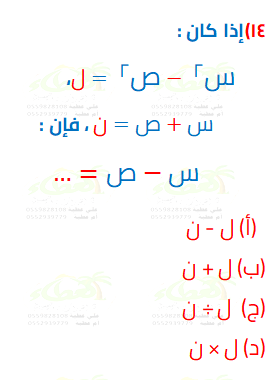 ١٤) إذا كان :
س٢ – ص٢ = ل،
س + ص = ن ، فإن :
س – ص = ...
(أ) ل – ن
(ب) ل + ن
(ج) ل ÷ ن
(د) ل × ن